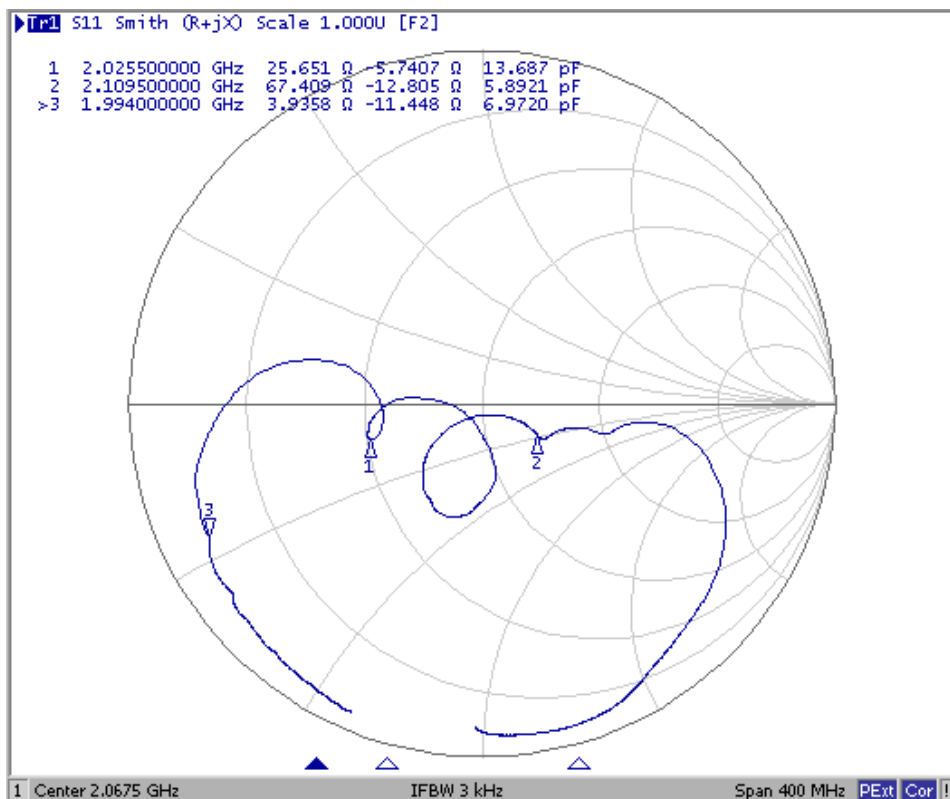 Tr1 S11 Smith (R+jX) Scale 1.000U [F2]
1 2.025500000 GHz 25.651 Ω -5.7407 Ω 13.687 pF
2 2.109500000 GHz 67.409 Ω -12.805 Ω 5.8921 pF
>3 1.994000000 GHz 3.9358 Ω -11.448 Ω 6.9720 pF
1
2
3
1 Center 2.0675 GHz IFBW 3 kHz Span 400 MHz PExt Cor !